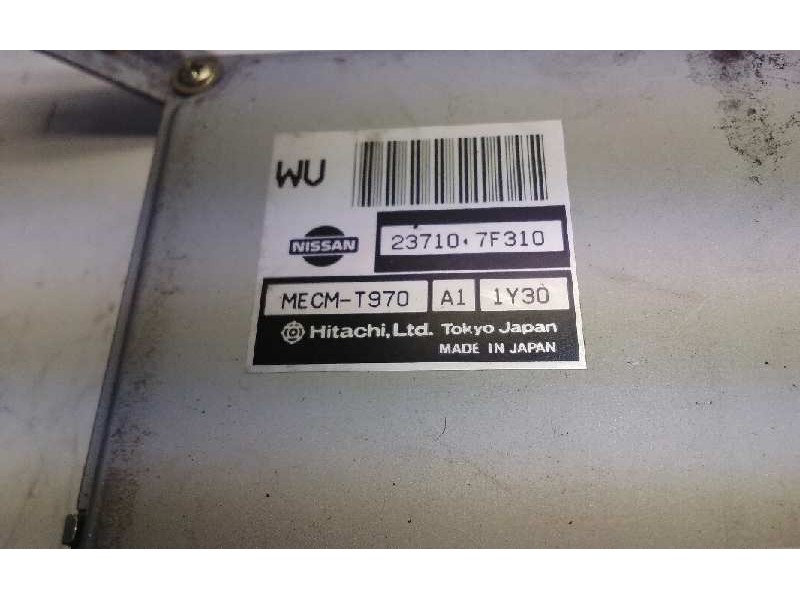 WU
NISSAN
23710 7F310
MECM-T970 A1 1Y30
Hitachi, Ltd. Tokyo Japan
MADE IN JAPAN